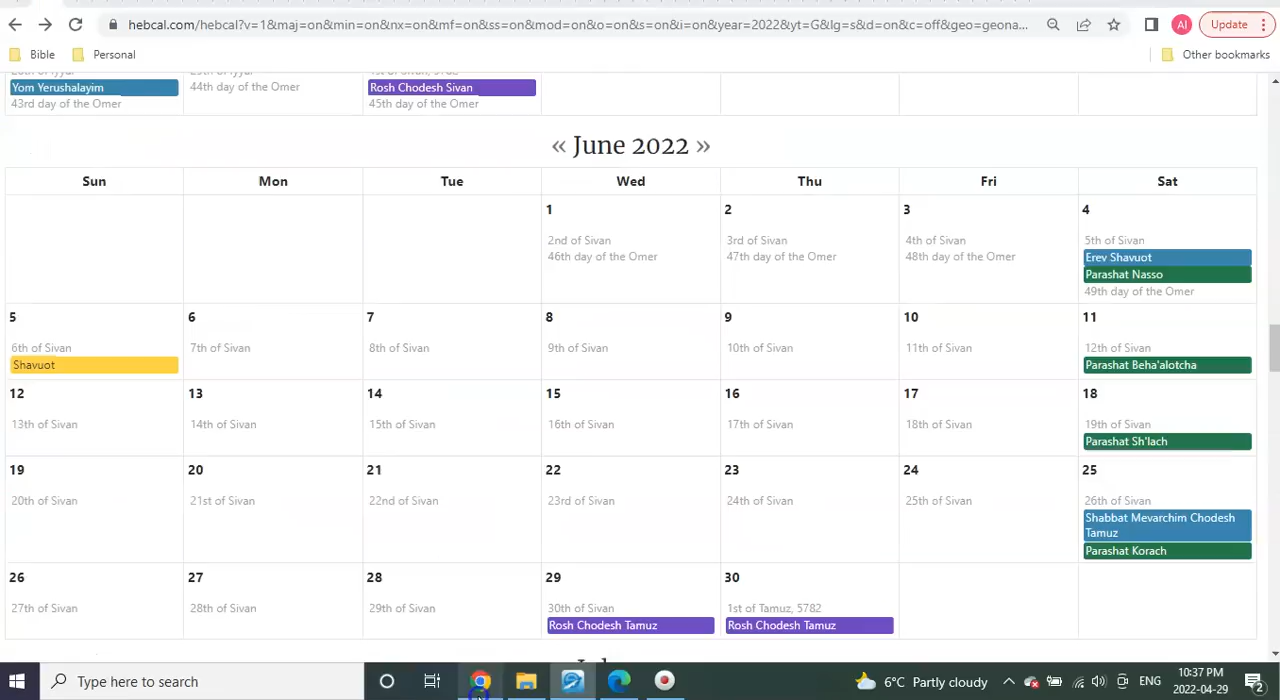 hebcal.com/hebcal?v=1&maj=on&min=on&nx=on&mf=on&ss=on&mod=on&o=on&s=on&i=on&year=2022&yt=G&lg=s&d=on&c=off&geo=geona...
AI
Update
Bible
Personal
Other bookmarks
1st of Sivan, 5782
Yom Yerushalayim
44th day of the Omer
Rosh Chodesh Sivan
43rd day of the Omer
45th day of the Omer
« June 2022 »
Sun Mon Tue Wed Thu Fri Sat
1 2 3 4
2nd of Sivan 3rd of Sivan 4th of Sivan 5th of Sivan
46th day of the Omer 47th day of the Omer 48th day of the Omer Erev Shavuot
Parashat Nasso
49th day of the Omer
5 6 7 8 9 10 11
6th of Sivan 7th of Sivan 8th of Sivan 9th of Sivan 10th of Sivan 11th of Sivan 12th of Sivan
Shavuot Parashat Beha'alotcha
12 13 14 15 16 17 18
13th of Sivan 14th of Sivan 15th of Sivan 16th of Sivan 17th of Sivan 18th of Sivan 19th of Sivan
Parashat Sh'lach
19 20 21 22 23 24 25
20th of Sivan 21st of Sivan 22nd of Sivan 23rd of Sivan 24th of Sivan 25th of Sivan 26th of Sivan
Shabbat Mevarchim Chodesh
Tamuz
Parashat Korach
26 27 28 29 30
27th of Sivan 28th of Sivan 29th of Sivan 30th of Sivan 1st of Tamuz, 5782
Rosh Chodesh Tamuz Rosh Chodesh Tamuz
Type here to search
6°C Partly cloudy
ENG
10:37 PM
2022-04-29
2